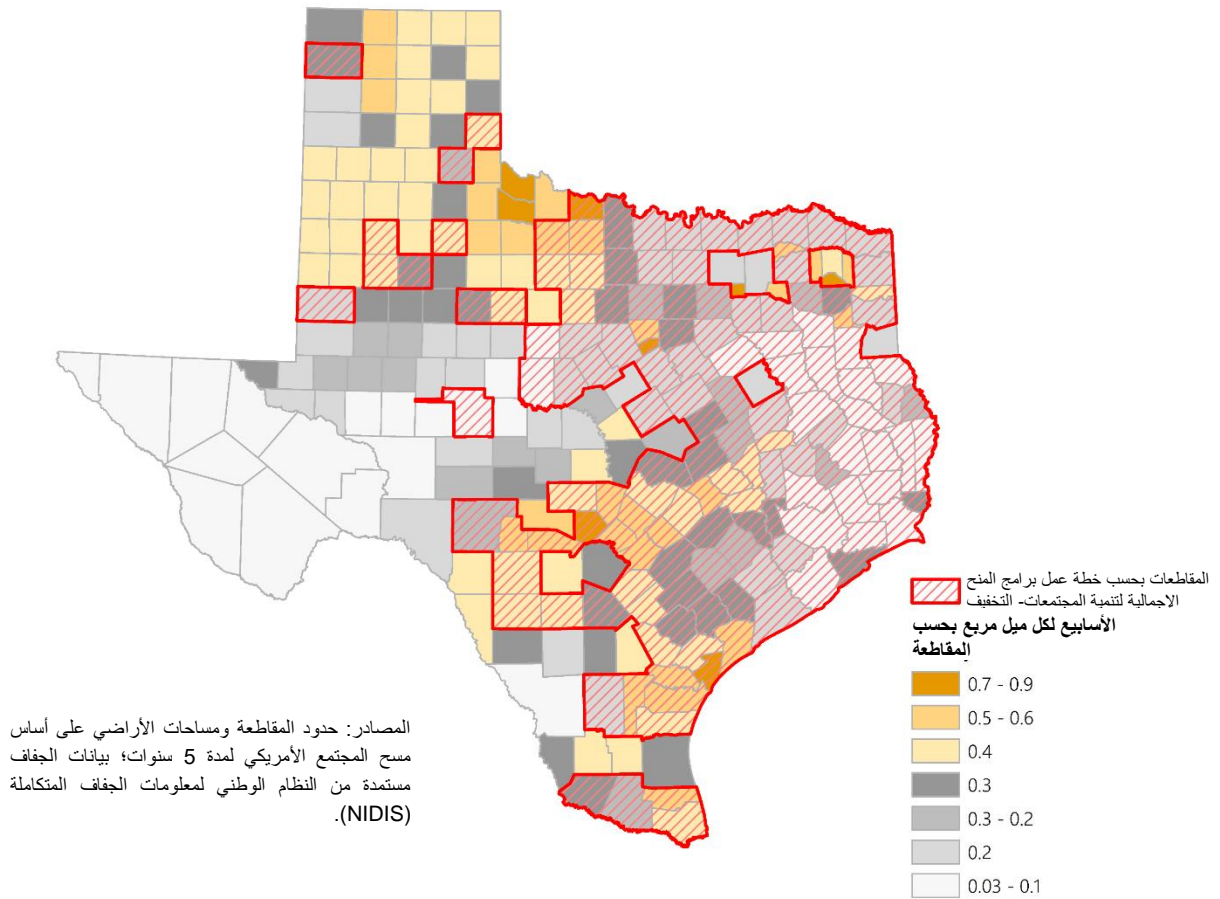 المقاطعات بحسب خطة عمل برامج المنح
الاجمالية لتنمية المجتمعات- التخفيف
الأسابيع لكل ميل مربع بحسب
المقاطعة
0.7 - 0.9
0.5 - 0.6
0.4
0.3
0.3 - 0.2
0.2
0.03 - 0.1
المصادر: حدود المقاطعة ومساحات الأراضي على أساس
مسح المجتمع الأمريكي لمدة 5 سنوات؛ بيانات الجفاف
مستمدة من النظام الوطني لمعلومات الجفاف المتكاملة
(NIDIS).